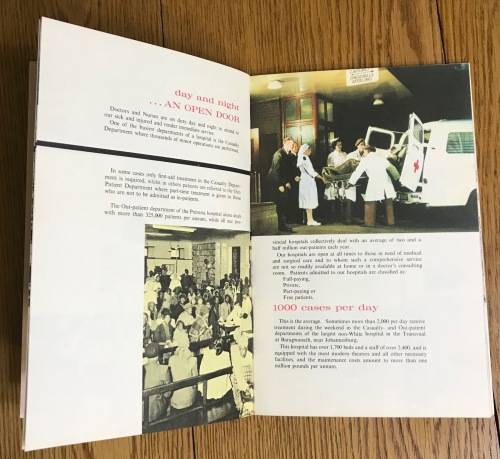 day and night
...AN OPEN DOOR
Doctors and Nurses are on duty day and night to attend to
our sick and injured and render immediate service.
One of the busiest departments of a hospital is the Casualty
Department where thousands of minor operations are performed.
In some cases only first-aid treatment in the Casualty Depart-
ment is required, whilst in others patients are referred to the Out-
Patient Department where part-time treatment is given to those
who are not to be admitted as in-patients.
The Out-patient department of the Pretoria hospital alone deals
with more than 325,000 patients per annum, while all our pro-
vincial hospitals collectively deal with an average of two and a
half million out-patients each year.
Our hospitals are open at all times to those in need of medical
and surgical care and to whom such a comprehensive service
are not so readily available at home or in a doctor's consulting
room. Patients admitted to our hospitals are classified as:
Full-paying,
Private,
Part-paying or
Free patients.
1000 cases per day
This is the average. Sometimes more than 2,000 per day receive
treatment during the weekend in the Casualty- and Out-patient
departments of the largest non-White hospital in the Transvaal
at Baragwanath, near Johannesburg.
This hospital has over 1,700 beds and a staff of over 2,400, and is
equipped with the most modern theatres and all other necessary
facilities, and the maintenance costs amount to more than one
million pounds per annum.